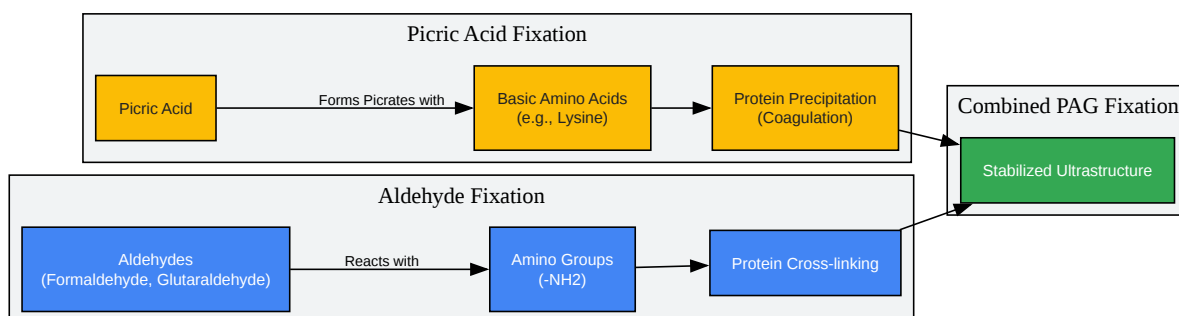 Picric Acid Fixation
Picric Acid
Forms Picrates with
Basic Amino Acids
(e.g., Lysine)
Protein Precipitation
(Coagulation)
Combined PAG Fixation
Stabilized Ultrastructure
Aldehyde Fixation
Aldehydes
(Formaldehyde, Glutaraldehyde)
Reacts with
Amino Groups
(-NH2)
Protein Cross-linking